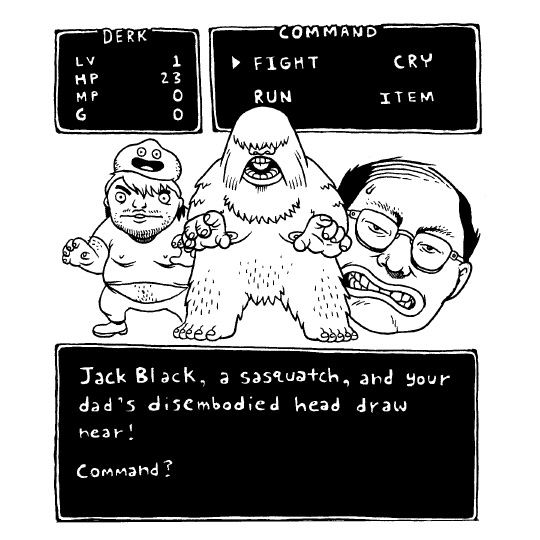 DERK
LV 1
HP 23
MP 0
G 0
COMMAND
FIGHT CRY
RUN ITEM
Jack Black, a sasquatch, and your
dad's disembodied head draw
near!
Command?